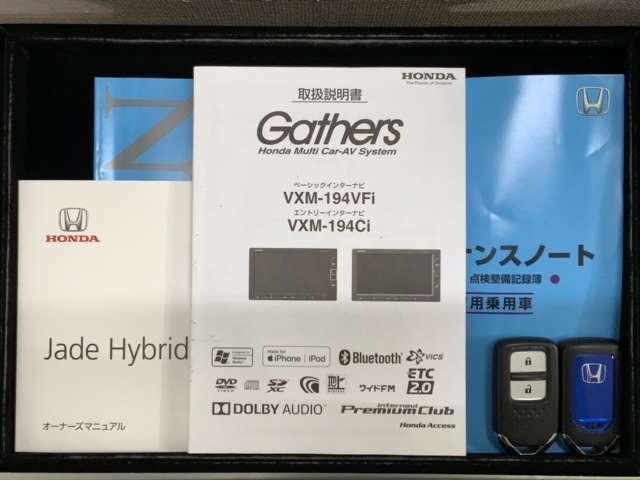 HONDA
The Power of Dreams
取扱説明書
Gathers
Honda Multi Car-AV System
ベーシックインターナビ
VXM-194VFi
エントリーインターナビ
VXM-194Ci
Made for
iPhone | iPod
Bluetooth
VICS
DVD
VIDEO
SD
XC
ワイドFM
ETC
2.0
DOLBY AUDIO
internavi
Premium Club
Honda Access
HONDA
Jade Hybrid
オーナーズマニュアル
N
ンスノート
点検整備記録簿
用乗用車